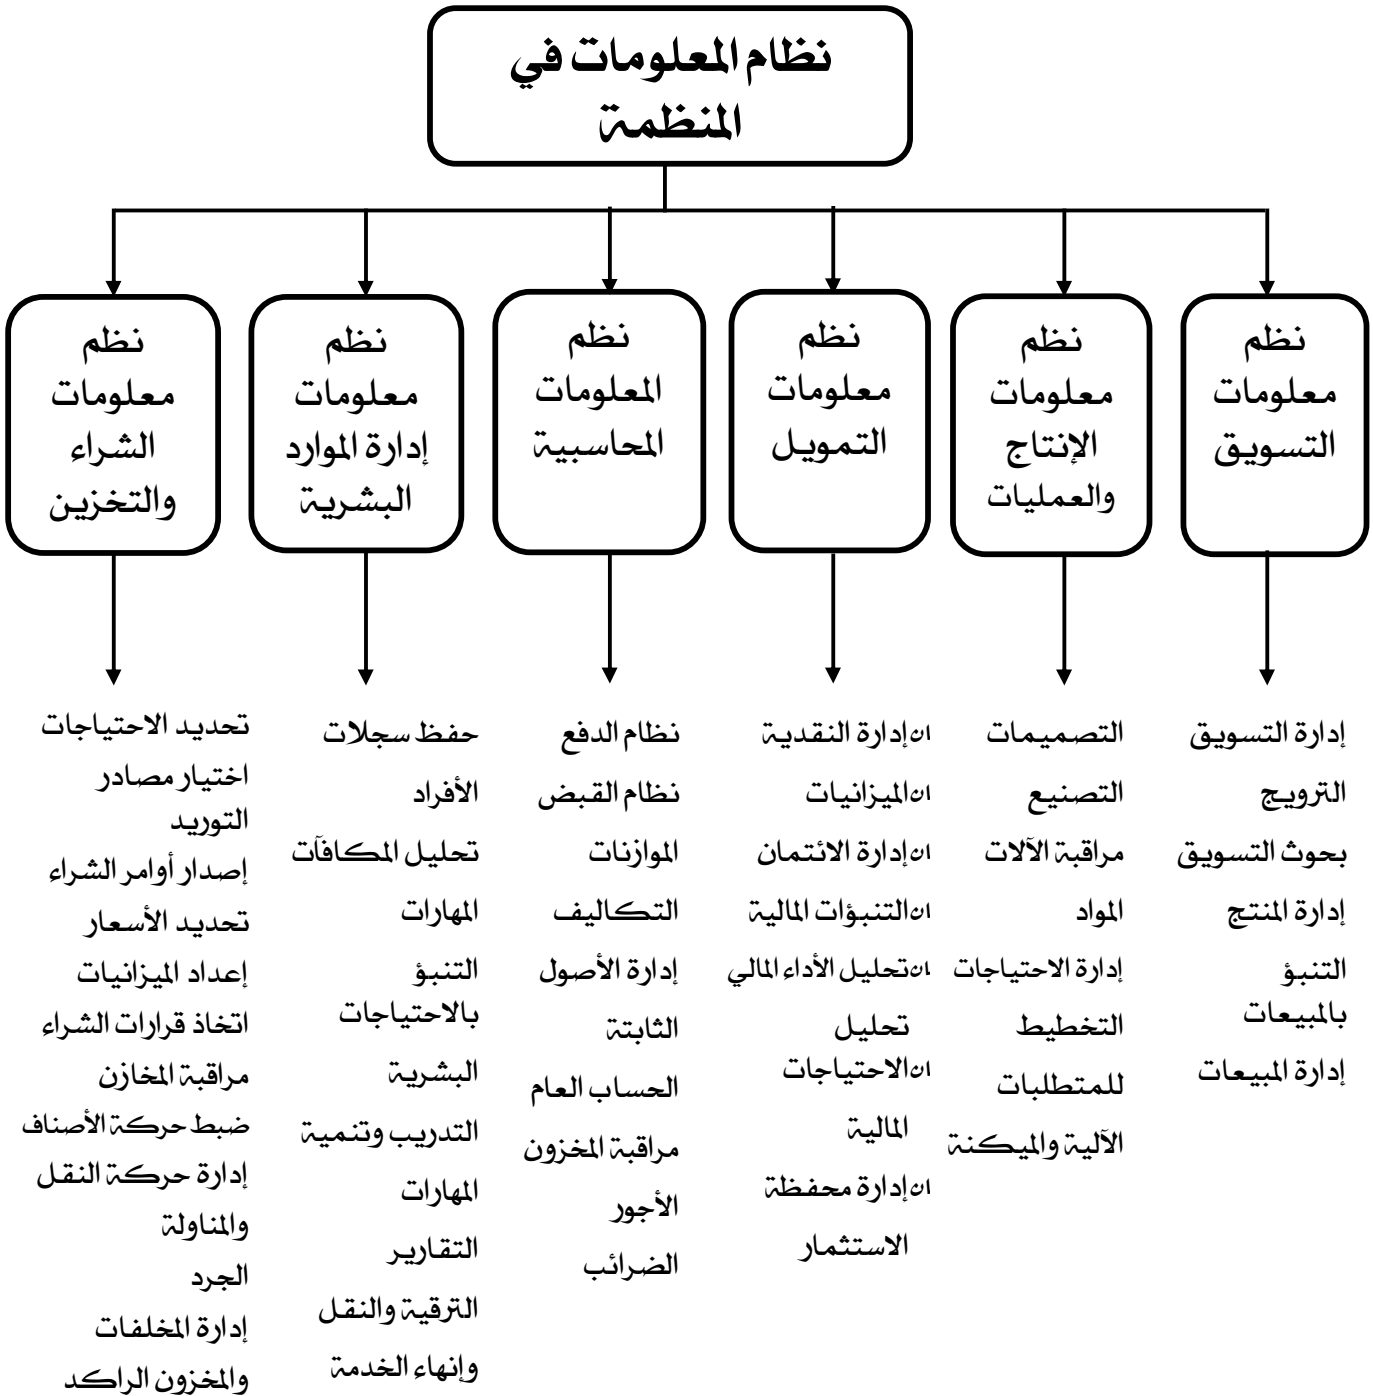 نظام المعلومات في
المنظمة
نظم
معلومات
التسويق
نظم
معلومات
الإنتاج
والعمليات
نظم
معلومات
التمويل
نظم
المعلومات
المحاسبية
نظم
معلومات
إدارة الموارد
البشرية
نظم
معلومات
الشراء
والتخزين
إدارة التسويق
الترويج
بحوث التسويق
إدارة المنتج
التنبؤ
بالمبيعات
إدارة المبيعات
التصميمات
التصنيع
مراقبة الآلات
المواد
إدارة الاحتياجات
التخطيط
للمتطلبات
الآلية والميكنة
إدارة النقدية
الميزانيات
إدارة الائتمان
التنبؤات المالية
تحليل الأداء المالي
تحليل
الاحتياجات
المالية
إدارة محفظة
الاستثمار
نظام الدفع
نظام القبض
الموازنات
التكاليف
إدارة الأصول
الثابتة
الحساب العام
مراقبة المخزون
الأجور
الضرائب
حفظ سجلات
الأفراد
تحليل المكافآت
المهارات
التنبؤ
بالاحتياجات
البشرية
التدريب وتنمية
المهارات
التقارير
الترقية والنقل
وإنهاء الخدمة
تحديد الاحتياجات
اختيار مصادر
التوريد
إصدار أوامر الشراء
تحديد الأسعار
إعداد الميزانيات
اتخاذ قرارات الشراء
مراقبة المخازن
ضبط حركة الأصناف
إدارة حركة النقل
والمناولة
الجرد
إدارة المخلفات
والمخزون الراكد